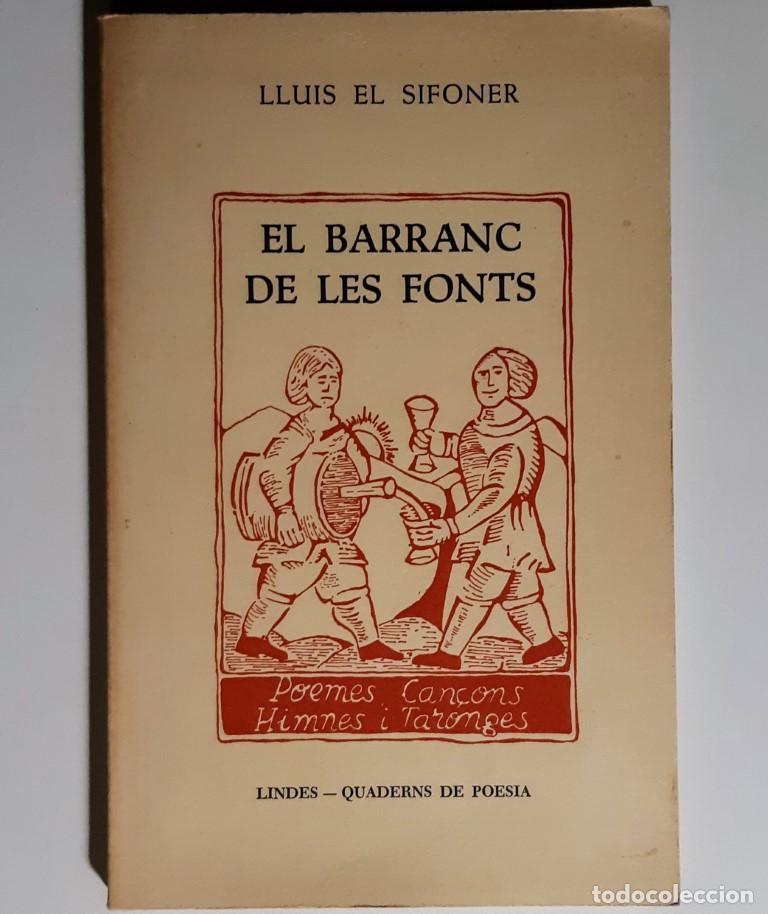 LLUIS EL SIFONER
EL BARRANC
DE LES FONTS
Poemes Cançons
Himnes i Taronges
LINDES — QUADERNS DE POESIA
todocoleccion